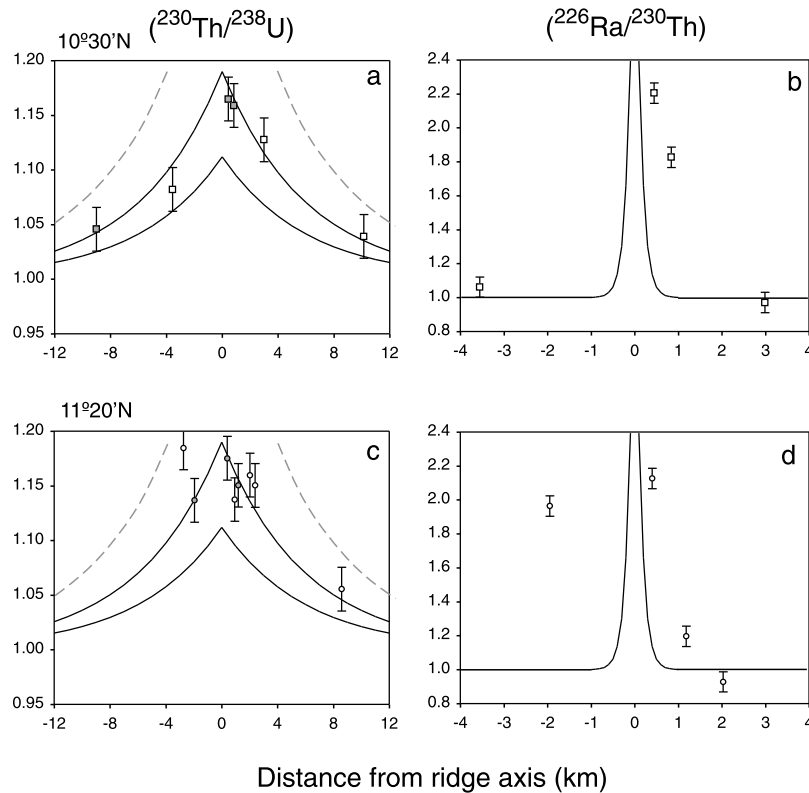 (²³⁰Th/²³⁸U)
(²²⁶Ra/²³⁰Th)
10º30’N
a
1.20
1.15
1.10
1.05
1.00
0.95
-12 -8 -4 0 4 8 12
b
2.4
2.2
2.0
1.8
1.6
1.4
1.2
1.0
0.8
-4 -3 -2 -1 0 1 2 3 4
11º20’N
c
1.20
1.15
1.10
1.05
1.00
0.95
-12 -8 -4 0 4 8 12
d
2.4
2.2
2.0
1.8
1.6
1.4
1.2
1.0
0.8
-4 -3 -2 -1 0 1 2 3 4
Distance from ridge axis (km)